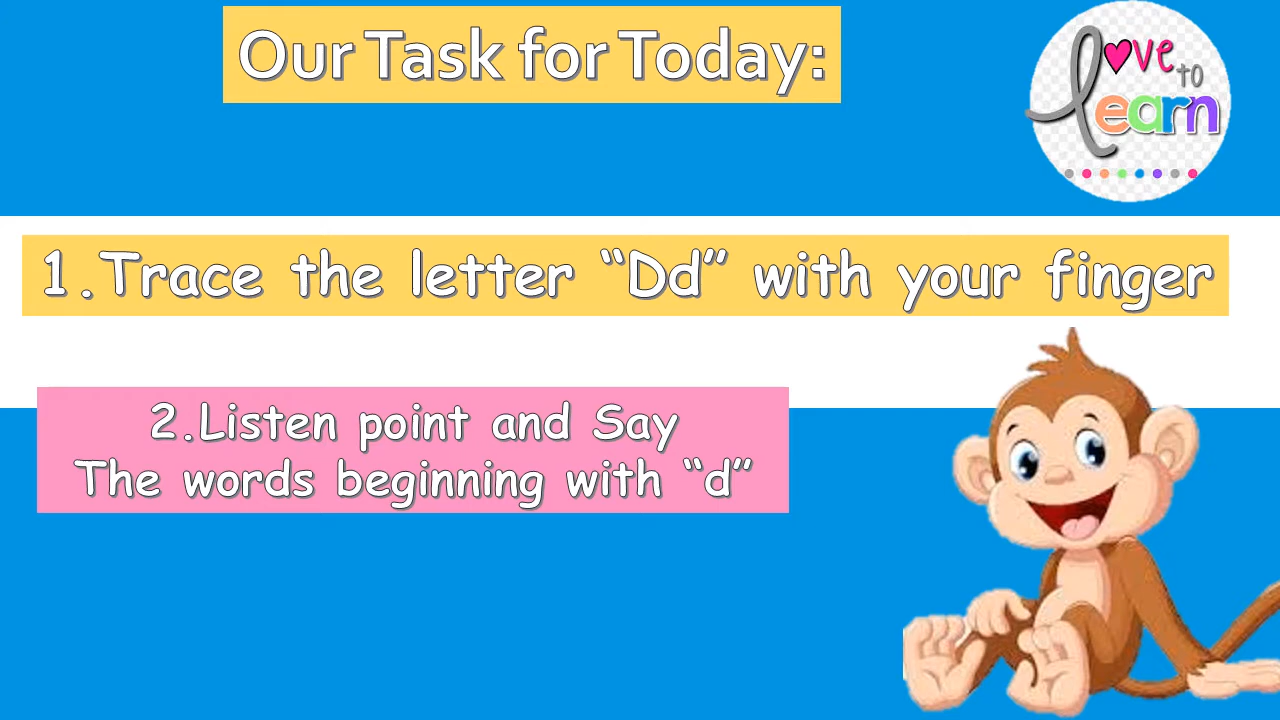 Our Task for Today:
love
to
learn
1.Trace the letter “Dd” with your finger
2.Listen point and Say
The words beginning with “d”